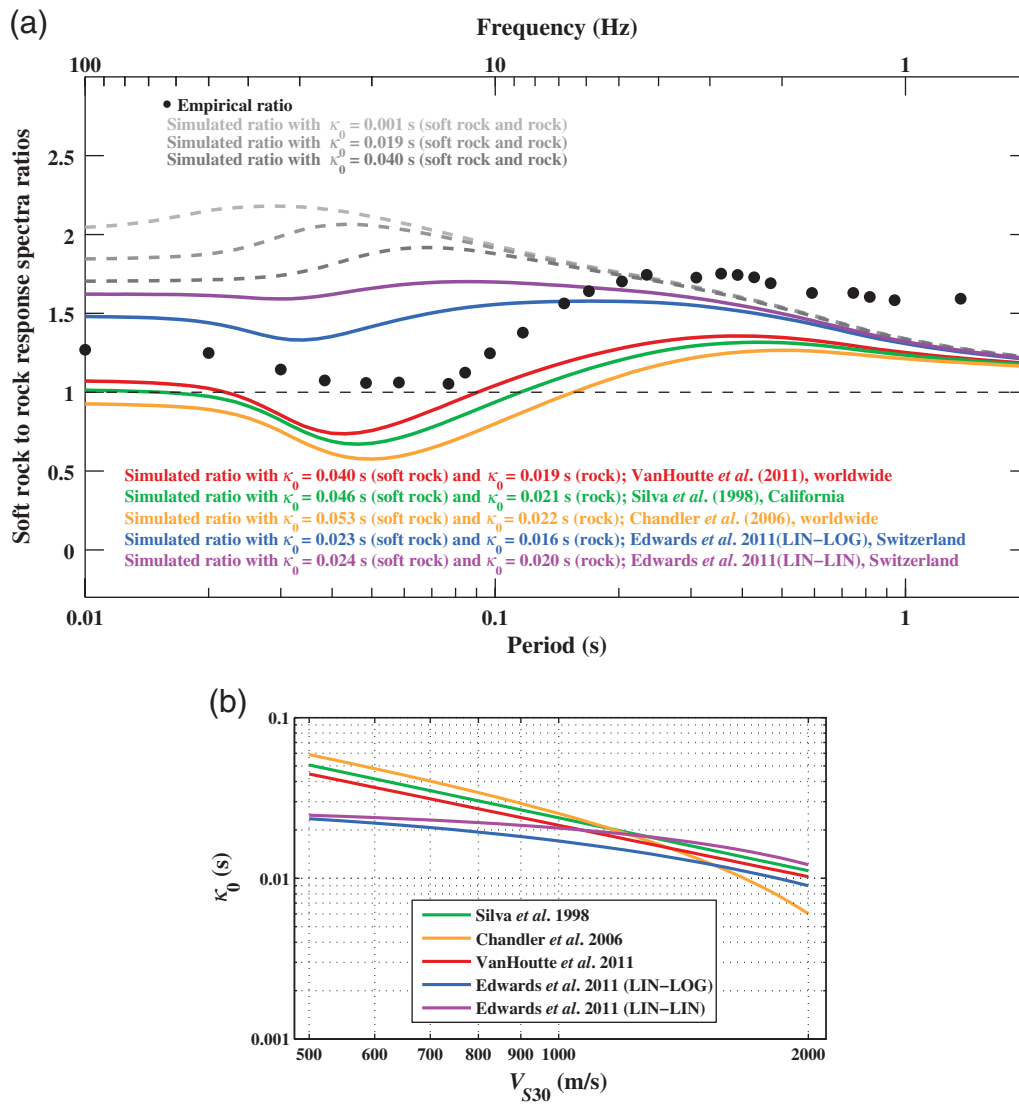 (a)
Frequency (Hz)
100 10 1
Empirical ratio
Simulated ratio with κ0 = 0.001 s (soft rock and rock)
Simulated ratio with κ0 = 0.019 s (soft rock and rock)
Simulated ratio with κ0 = 0.040 s (soft rock and rock)
Soft rock to rock response spectra ratios
2.5
2
1.5
1
0.5
0
Simulated ratio with κ0 = 0.040 s (soft rock) and κ0 = 0.019 s (rock); VanHoutte et al. (2011), worldwide
Simulated ratio with κ0 = 0.046 s (soft rock) and κ0 = 0.021 s (rock); Silva et al. (1998), California
Simulated ratio with κ0 = 0.053 s (soft rock) and κ0 = 0.022 s (rock); Chandler et al. (2006), worldwide
Simulated ratio with κ0 = 0.023 s (soft rock) and κ0 = 0.016 s (rock); Edwards et al. 2011(LIN−LOG), Switzerland
Simulated ratio with κ0 = 0.024 s (soft rock) and κ0 = 0.020 s (rock); Edwards et al. 2011(LIN−LIN), Switzerland
0.01 0.1 1
Period (s)
(b)
κ0 (s)
0.1
0.01
0.001
Silva et al. 1998
Chandler et al. 2006
VanHoutte et al. 2011
Edwards et al. 2011 (LIN−LOG)
Edwards et al. 2011 (LIN−LIN)
500 600 700 800 900 1000 2000
VS30 (m/s)